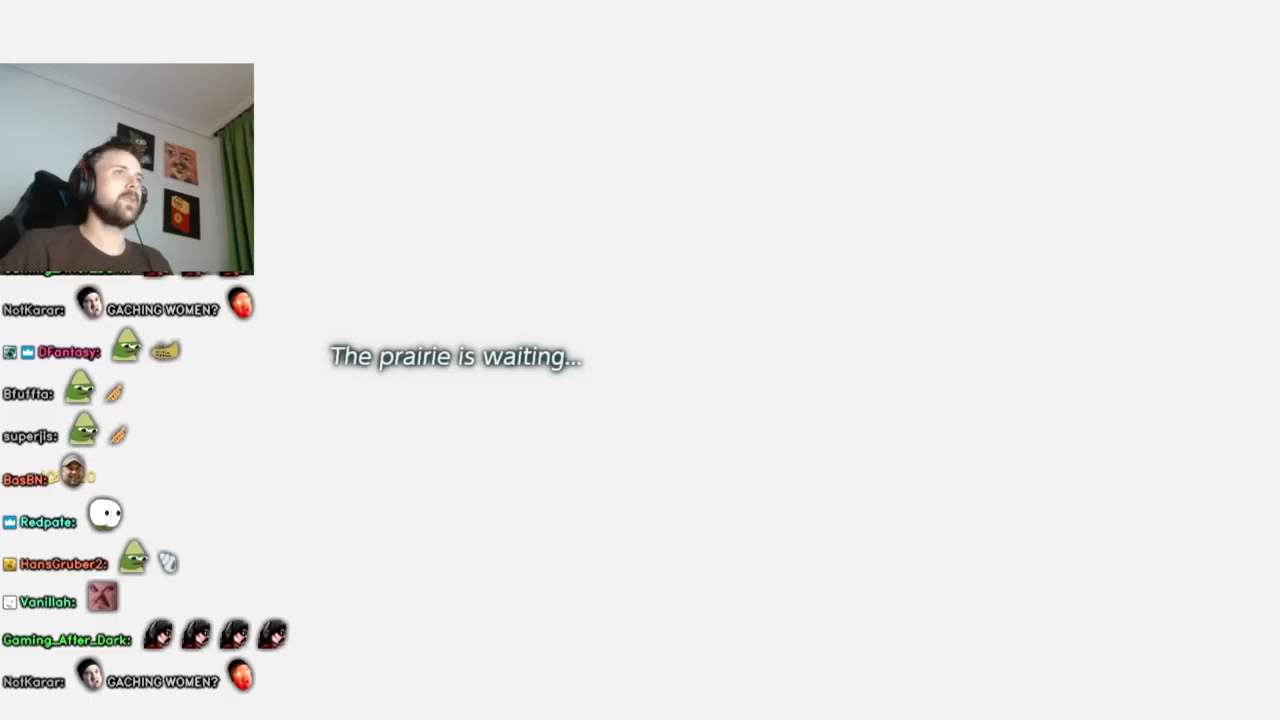 NotKarar: GACHING WOMEN?
DFantasy:
Bfuffta:
superjis:
BasBN:
Redpate:
HansGruber2:
Vanillah:
Gaming_After_Dark:
NotKarar: GACHING WOMEN?
The prairie is waiting...